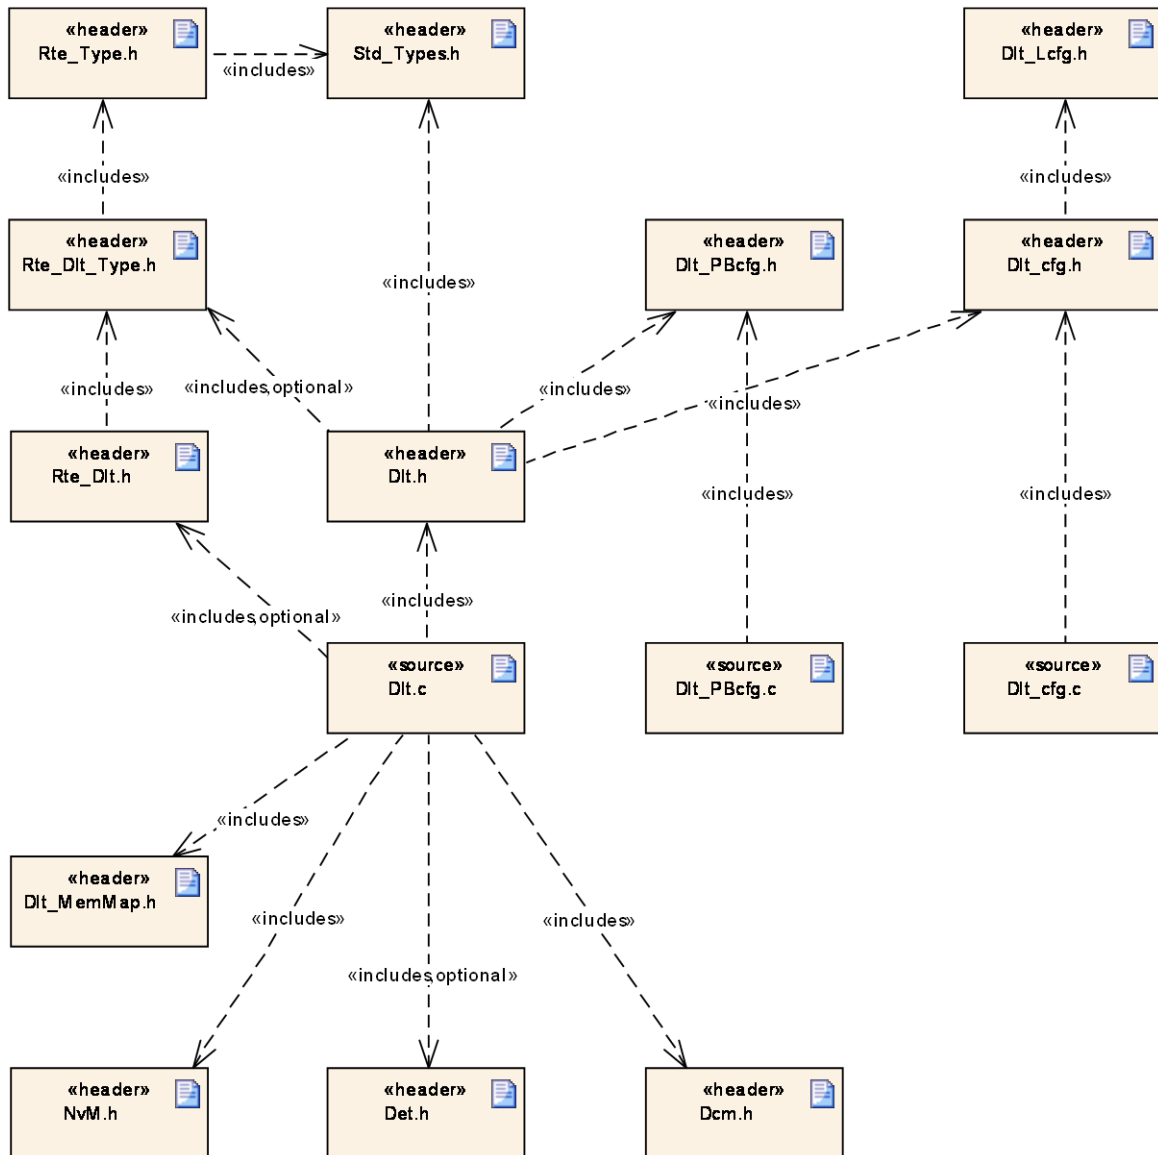 «header»
Rte_Type.h
«header»
Std_Types.h
«header»
Dlt_Lcfg.h
«includes»
«includes»
«includes»
«header»
Rte_Dlt_Type.h
«header»
Dlt_PBcfg.h
«header»
Dlt_cfg.h
«includes»
«includes»
«includes,optional»
«includes»
«includes»
«header»
Rte_Dlt.h
«header»
Dlt.h
«includes»
«includes»
«includes,optional»
«includes»
«source»
Dlt.c
«source»
Dlt_PBcfg.c
«source»
Dlt_cfg.c
«includes»
«header»
Dlt_MemMap.h
«includes»
«includes»
«includes,optional»
«header»
NvM.h
«header»
Det.h
«header»
Dcm.h